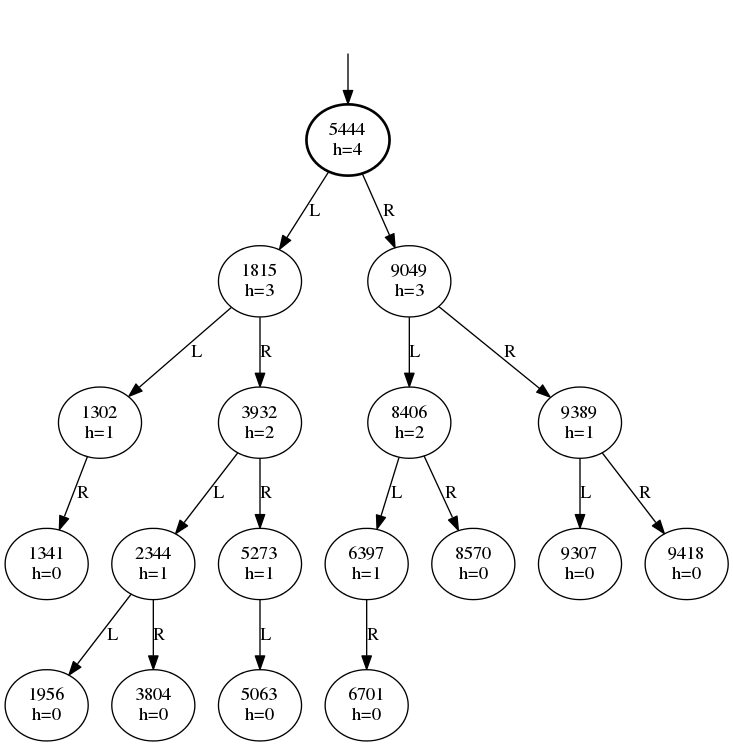 5444
h=4
L
R
1815
h=3
9049
h=3
L
R
L
R
1302
h=1
3932
h=2
8406
h=2
9389
h=1
R
L
R
L
R
L
R
1341
h=0
2344
h=1
5273
h=1
6397
h=1
8570
h=0
9307
h=0
9418
h=0
L
R
L
R
1956
h=0
3804
h=0
5063
h=0
6701
h=0